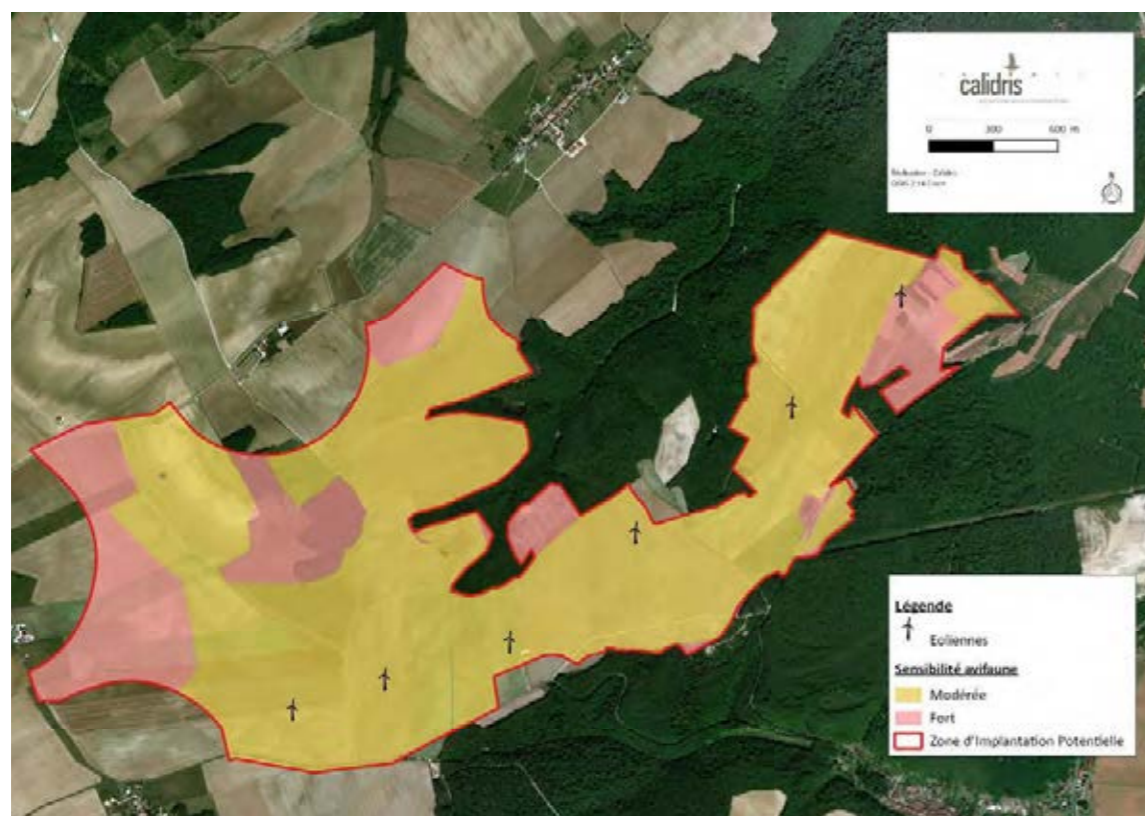 calidris
0 300 600 m
Légende
Eoliennes
Sensibilité avifaune
Modérée
Fort
Zone d'Implantation Potentielle